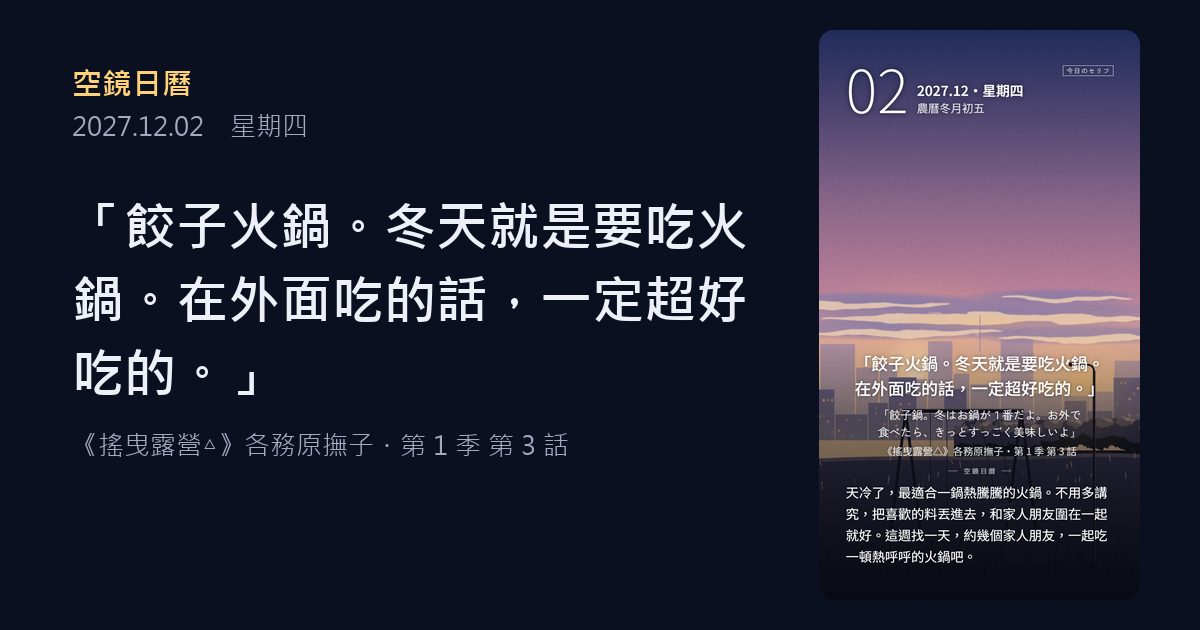 空鏡日曆
2027.12.02 星期四
「餃子火鍋。冬天就是要吃火
鍋。在外面吃的話，一定超好
吃的。」
《搖曳露營△》各務原撫子・第 1 季 第 3 話
今日のセリフ
02
2027.12・星期四
農曆冬月初五
「餃子火鍋。冬天就是要吃火鍋。
在外面吃的話，一定超好吃的。」
「餃子鍋。冬はお鍋が１番だよ。お外で
食べたら、きっとすっごく美味しいよ」
《搖曳露營△》各務原撫子・第 1 季 第 3 話
— 空鏡日曆 —
天冷了，最適合一鍋熱騰騰的火鍋。不用多講
究，把喜歡的料丟進去，和家人朋友圍在一起
就好。這週找一天，約幾個家人朋友，一起吃
一頓熱呼呼的火鍋吧。